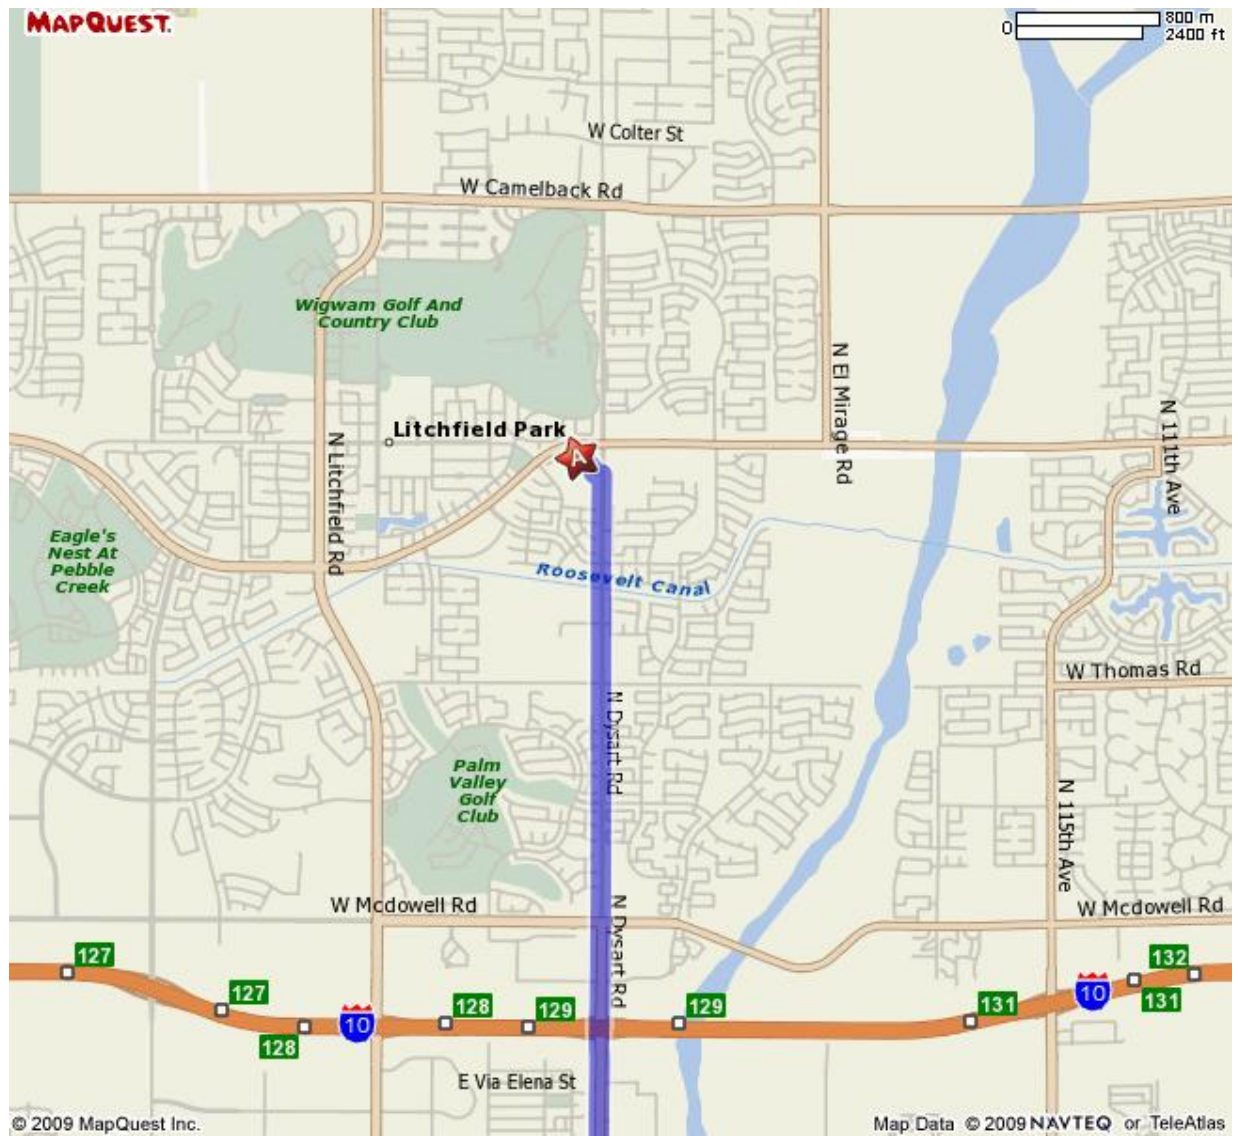 MAPQUEST.
0
800 m
2400 ft
W Colter St
W Camelback Rd
Wigwam Golf And
Country Club
N El Mirage Rd
Litchfield Park
A
N 111th Ave
N Litchfield Rd
Eagle's
Nest At
Pebble
Creek
Roosevelt Canal
W Thomas Rd
N Dysart Rd
Palm
Valley
Golf
Club
N 115th Ave
W Mcdowell Rd
N Dysart Rd
W Mcdowell Rd
127
132
127
10
131
128
129
129
131
10
128
E Via Elena St
© 2009 MapQuest Inc.
Map Data © 2009 NAVTEQ or TeleAtlas